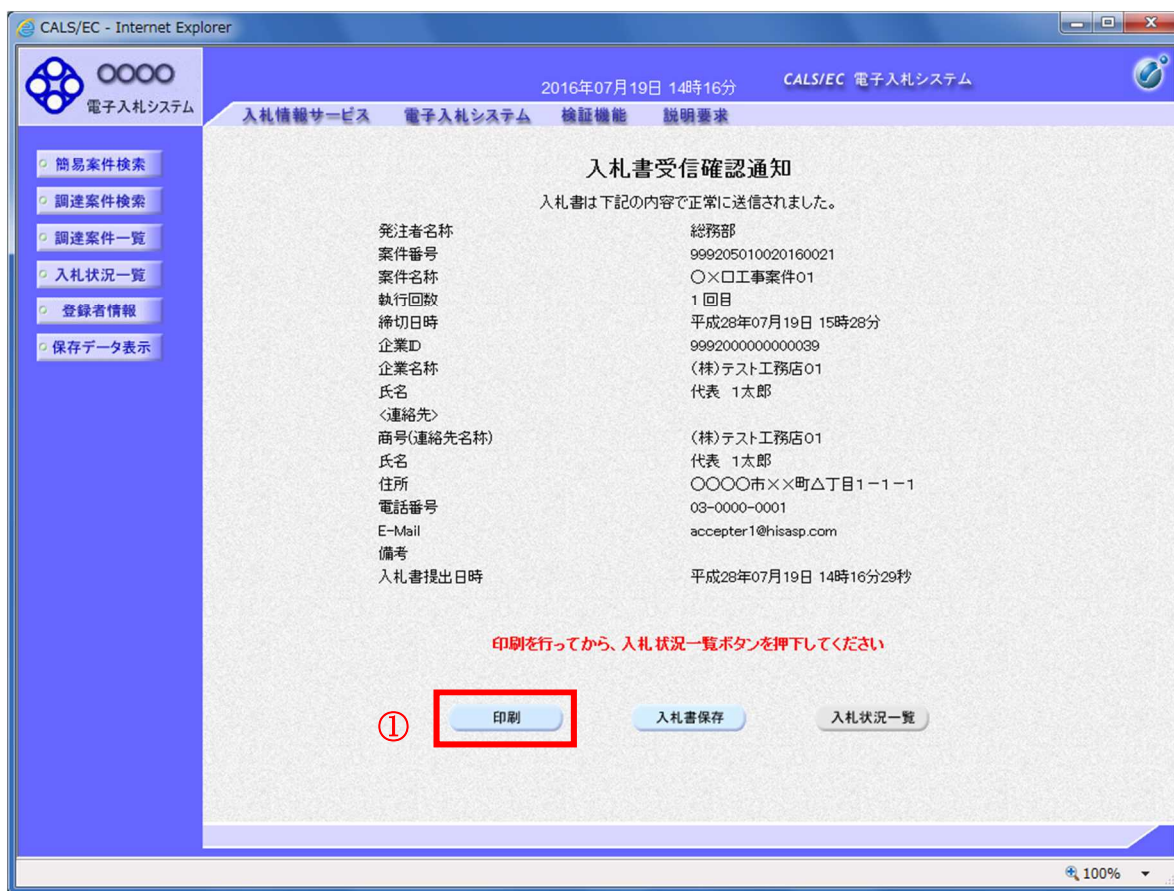 CALS/EC - Internet Explorer
〇〇〇〇
電子入札システム
2016年07月19日 14時16分
CALS/EC 電子入札システム
入札情報サービス 電子入札システム 検証機能 説明要求
簡易案件検索
調達案件検索
調達案件一覧
入札状況一覧
登録者情報
保存データ表示
入札書受信確認通知
入札書は下記の内容で正常に送信されました。
発注者名称 総務部
案件番号 999205010020160021
案件名称 〇×口工事案件01
執行回数 1回目
締切日時 平成28年07月19日 15時28分
企業ID 9992000000000039
企業名称 (株)テスト工務店01
氏名 代表 1太郎
<連絡先>
商号(連絡先名称) (株)テスト工務店01
氏名 代表 1太郎
住所 〇〇〇〇市××町△丁目1-1-1
電話番号 03-0000-0001
E-Mail accepter1@hisasp.com
備考
入札書提出日時 平成28年07月19日 14時16分29秒
印刷を行ってから、入札状況一覧ボタンを押下してください
① 印刷 入札書保存 入札状況一覧
100%